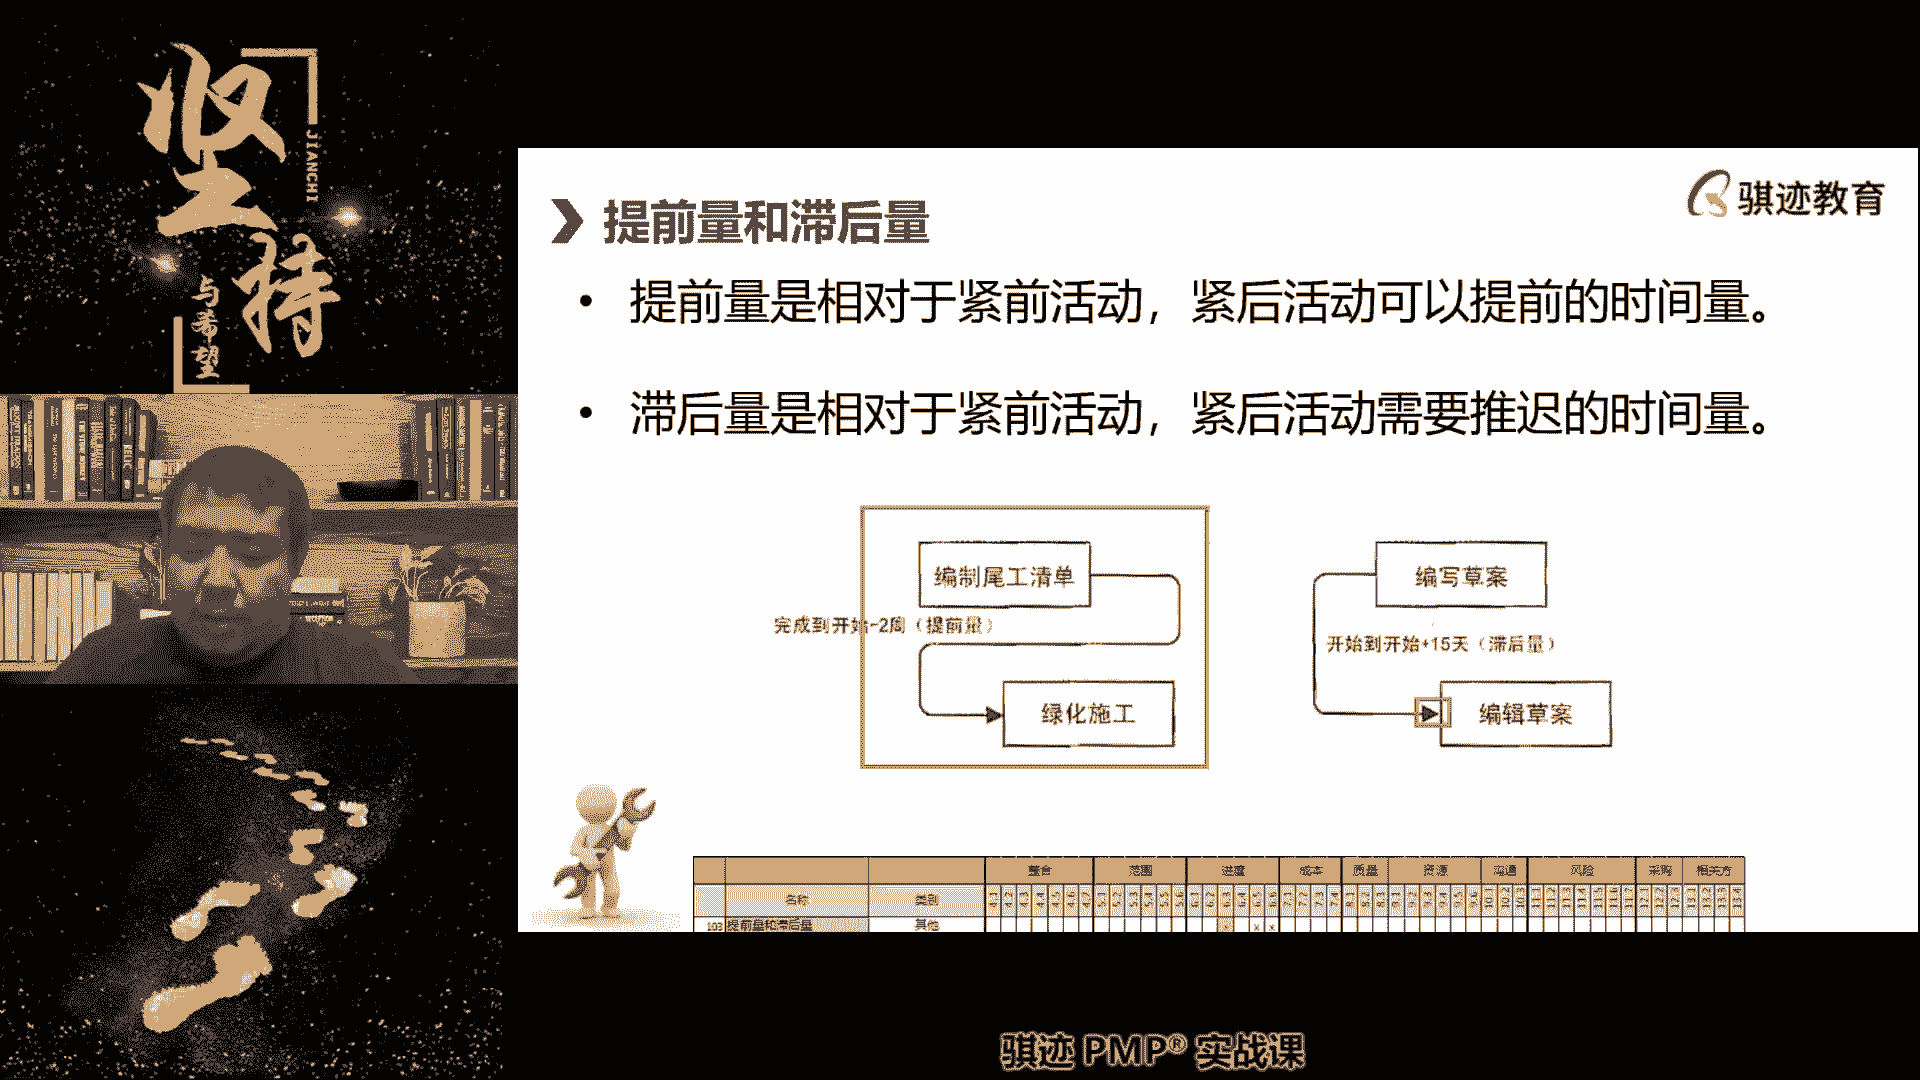 坚持
JIANCHI
与希望
骐迹教育
提前量和滞后量
• 提前量是相对于紧前活动，紧后活动可以提前的时间量。
• 滞后量是相对于紧前活动，紧后活动需要推迟的时间量。
编制尾工清单
完成到开始-2周（提前量）
绿化施工
编写草案
开始到开始+15天（滞后量）
编辑草案
整合 范围 进度 成本 质量 资源 沟通 风险 采购 相关方
名称 类别
103 提前量和滞后量 其他
骐迹 PMP® 实战课